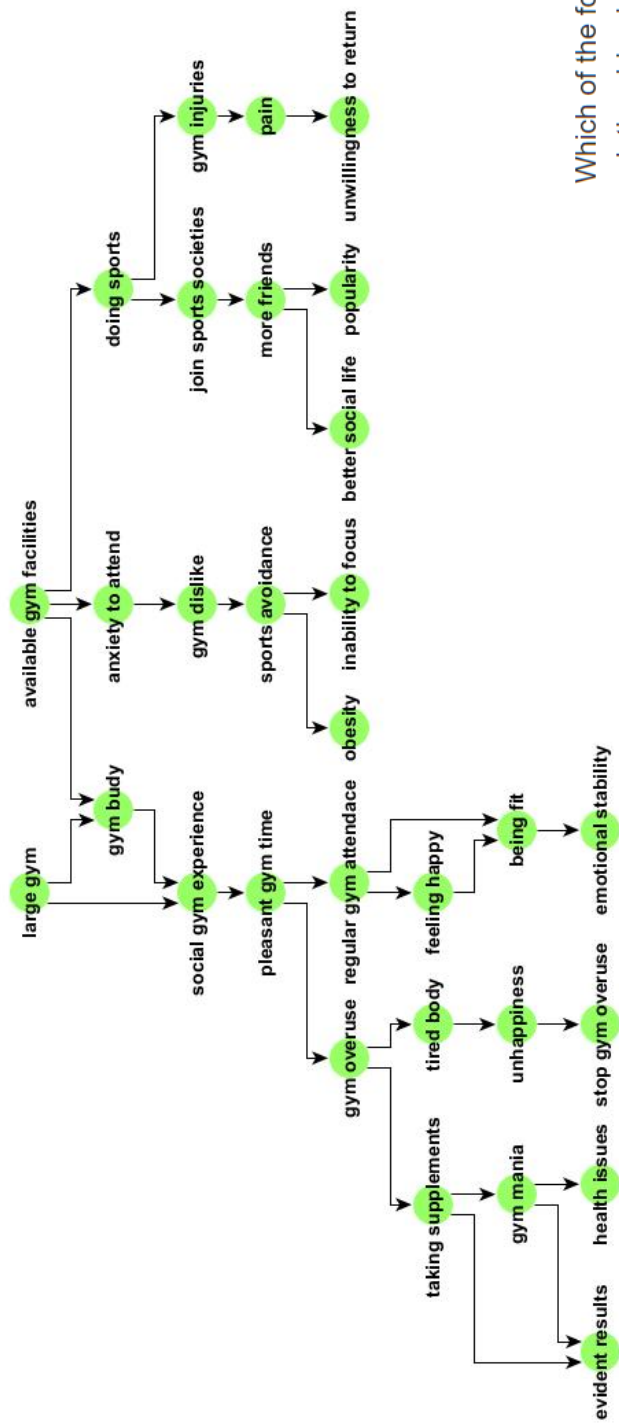 large gym
available gym facilities
gym budy
anxiety to attend
doing sports
social gym experience
gym dislike
join sports societies
gym injuries
pleasant gym time
sports avoidance
more friends
pain
gym overuse
regular gym attendace
obesity
inability to focus
better social life
popularity
unwillingness to return
taking supplements
tired body
feeling happy
gym mania
unhappiness
being fit
evident results
health issues
stop gym overuse
emotional stability
Which of the fo